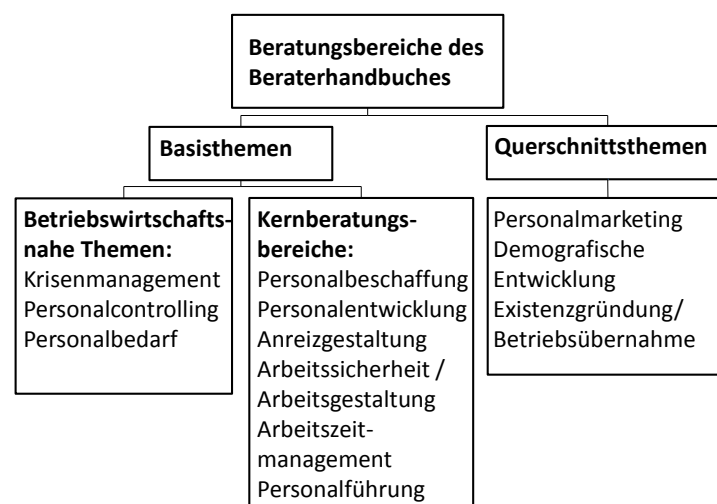 Beratungsbereiche des
Beraterhandbuches
Basisthemen
Querschnittsthemen
Betriebswirtschafts-
nahe Themen:
Krisenmanagement
Personalcontrolling
Personalbedarf
Kernberatungs-
bereiche:
Personalbeschaffung
Personalentwicklung
Anreizgestaltung
Arbeitssicherheit /
Arbeitsgestaltung
Arbeitszeit-
management
Personalführung
Personalmarketing
Demografische
Entwicklung
Existenzgründung/
Betriebsübernahme